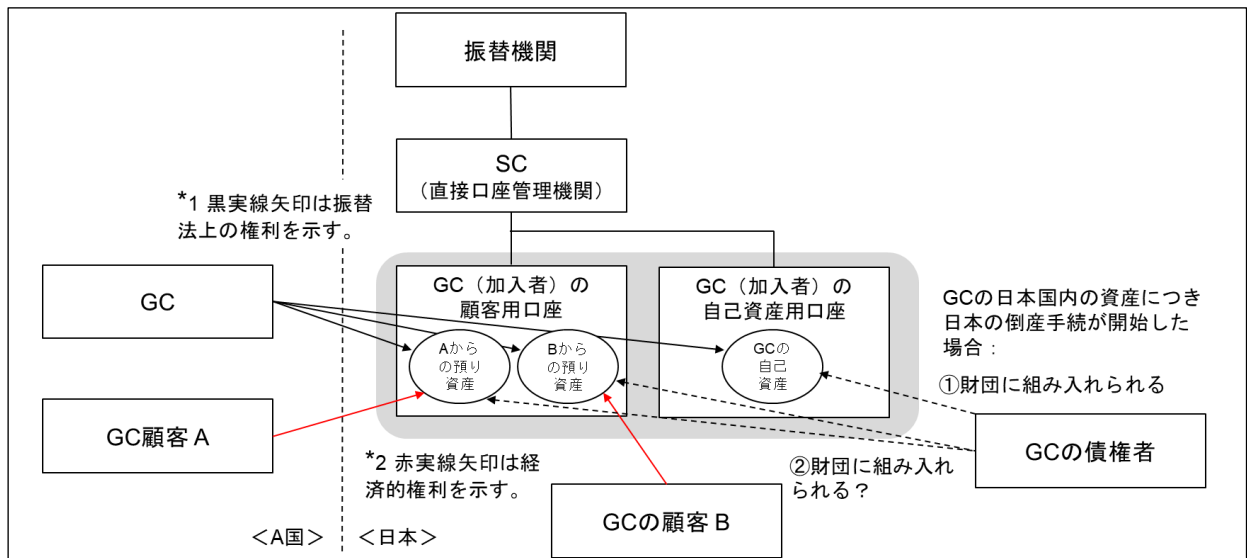 振替機関
SC
（直接口座管理機関）
*1 黒実線矢印は振替
法上の権利を示す。
GC
GC（加入者）の
顧客用口座
GC（加入者）の
自己資産用口座
Aから
の預り
資産
Bから
の預り
資産
GCの
自己
資産
GCの日本国内の資産につき
日本の倒産手続が開始した
場合：
①財団に組み入れられる
GC顧客A
GCの債権者
*2 赤実線矢印は経
済的権利を示す。
②財団に組み入れ
られる？
GCの顧客B
＜A国＞
＜日本＞